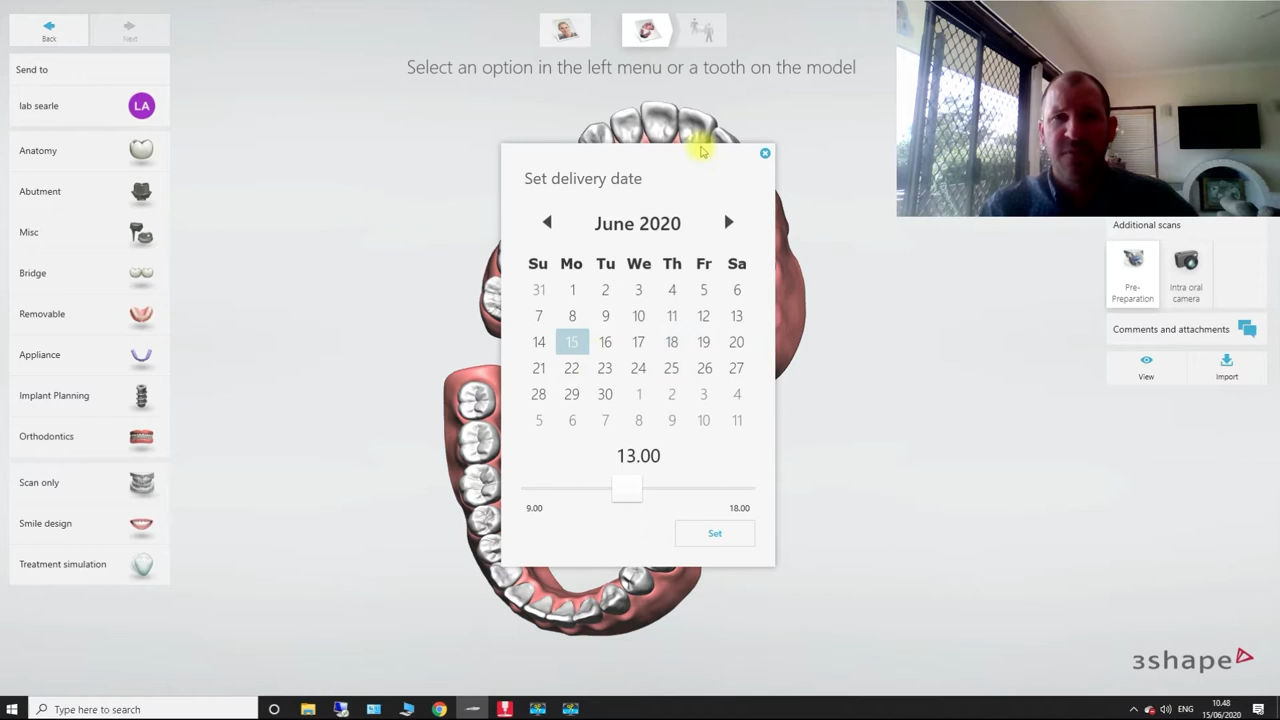 Back
Next
Select an option in the left menu or a tooth on the model
Send to
lab searle
LA
Anatomy
Abutment
Misc
Bridge
Removable
Appliance
Implant Planning
Orthodontics
Scan only
Smile design
Treatment simulation
Set delivery date
June 2020
Su Mo Tu We Th Fr Sa
31 1 2 3 4 5 6
7 8 9 10 11 12 13
14 15 16 17 18 19 20
21 22 23 24 25 26 27
28 29 30 1 2 3 4
5 6 7 8 9 10 11
13.00
9.00 18.00
Set
Additional scans
Pre-
Preparation
Intra oral
camera
Comments and attachments
View
Import
3shape
Type here to search
ENG
10.48
15/06/2020